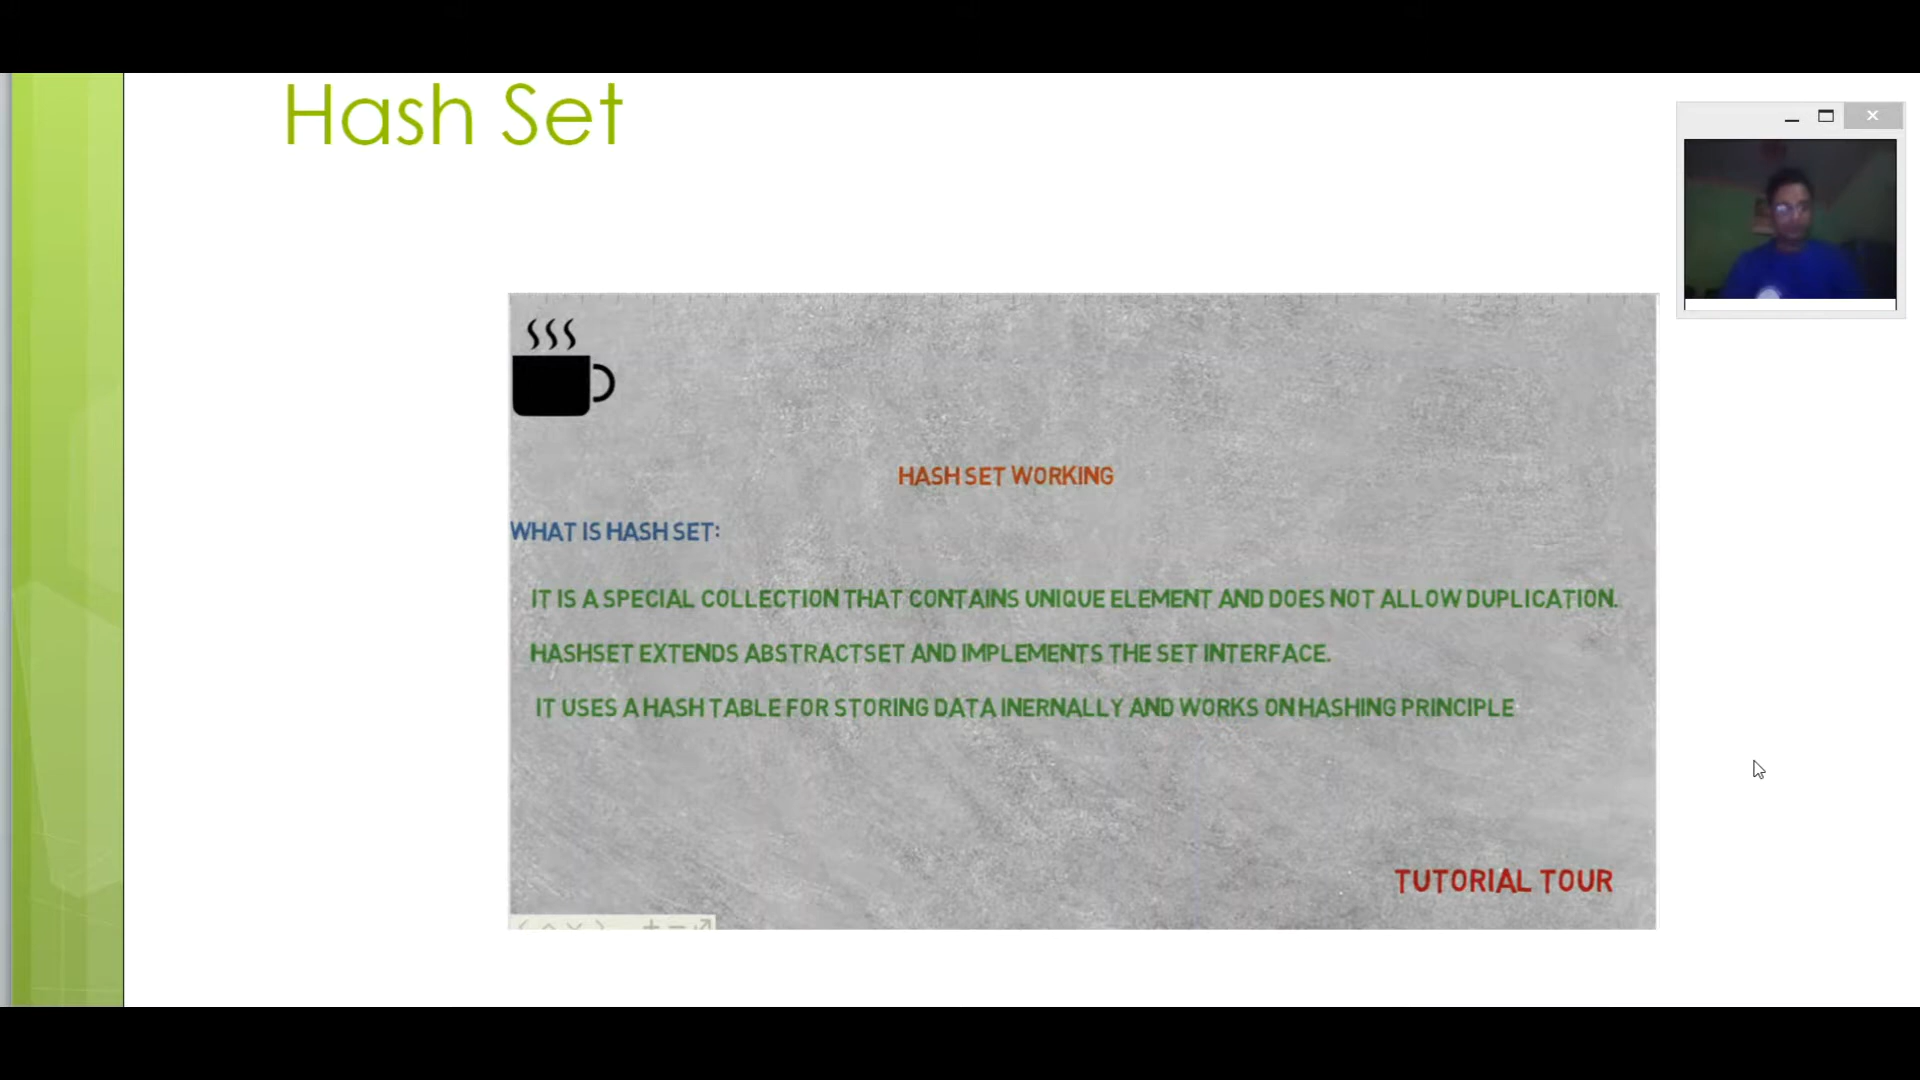 Hash Set
HASH SET WORKING
WHAT IS HASH SET:
IT IS A SPECIAL COLLECTION THAT CONTAINS UNIQUE ELEMENT AND DOES NOT ALLOW DUPLICATION.
HASHSET EXTENDS ABSTRACTSET AND IMPLEMENTS THE SET INTERFACE.
IT USES A HASH TABLE FOR STORING DATA INERNALLY AND WORKS ON HASHING PRINCIPLE
TUTORIAL TOUR